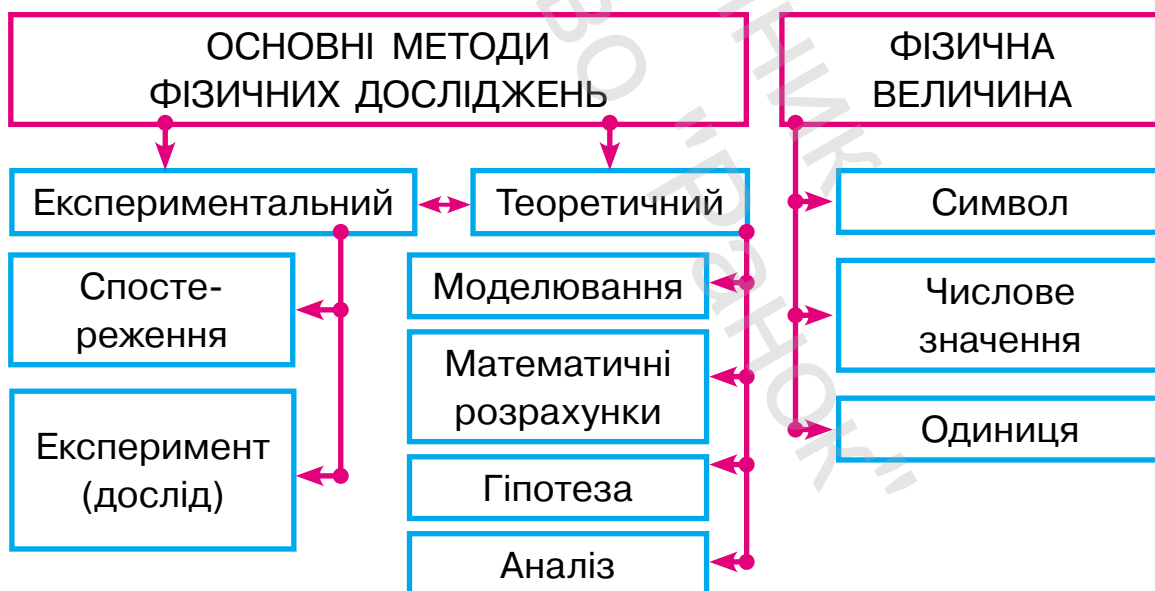 ОСНОВНІ МЕТОДИ
ФІЗИЧНИХ ДОСЛІДЖЕНЬ
Експериментальний
Теоретичний
Спосте-
реження
Експеримент
(дослід)
Моделювання
Математичні
розрахунки
Гіпотеза
Аналіз
ФІЗИЧНА
ВЕЛИЧИНА
Символ
Числове
значення
Одиниця
"Ранок"